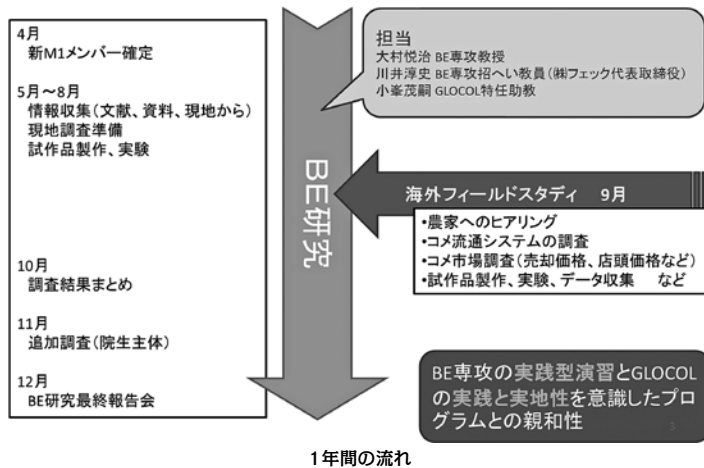 4月
新M1メンバー確定
5月～8月
情報収集(文献、資料、現地から)
現地調査準備
試作品製作、実験
10月
調査結果まとめ
11月
追加調査(院生主体)
12月
BE研究最終報告会
BE研究
担当
大村悦治 BE専攻教授
川井淳史 BE専攻招へい教員(㈱フェック代表取締役)
小峯茂嗣 GLOCOL特任助教
海外フィールドスタディ 9月
・農家へのヒアリング
・コメ流通システムの調査
・コメ市場調査(売却価格、店頭価格など)
・試作品製作、実験、データ収集 など
BE専攻の実践型演習とGLOCOL
の実践と実地性を意識したプロ
グラムとの親和性
3
1年間の流れ